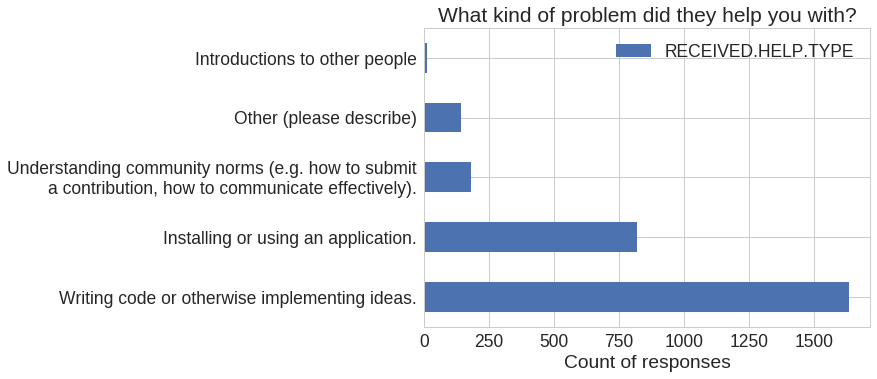 What kind of problem did they help you with?
RECEIVED.HELP.TYPE
Introductions to other people
Other (please describe)
Understanding community norms (e.g. how to submit
a contribution, how to communicate effectively).
Installing or using an application.
Writing code or otherwise implementing ideas.
0 250 500 750 1000 1250 1500
Count of responses